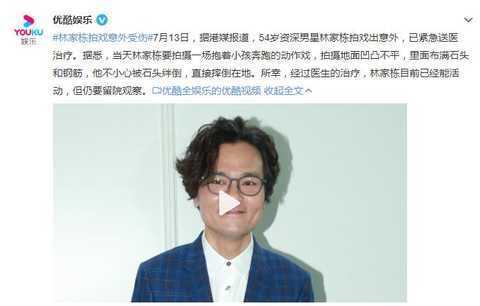 优酷娱乐
#林家栋拍戏意外受伤#7月13日，据港媒报道，54岁资深男星林家栋拍戏出意外，已紧急送医
治疗。据悉，当天林家栋要拍摄一场抱着小孩奔跑的动作戏，拍摄地面凹凸不平，里面布满石头
和钢筋，他不小心被石头绊倒，直接摔倒在地。所幸，经过医生的治疗，林家栋目前已经能活
动，但仍要留院观察。优酷全娱乐的优酷视频 收起全文
YOUKU
娱乐